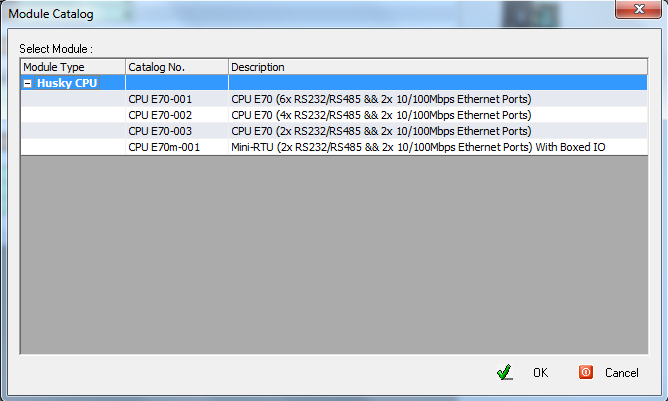 Module Catalog
Select Module :
Module Type Catalog No. Description
Husky CPU
CPU E70-001 CPU E70 (6x RS232/RS485 && 2x 10/100Mbps Ethernet Ports)
CPU E70-002 CPU E70 (4x RS232/RS485 && 2x 10/100Mbps Ethernet Ports)
CPU E70-003 CPU E70 (2x RS232/RS485 && 2x 10/100Mbps Ethernet Ports)
CPU E70m-001 Mini-RTU (2x RS232/RS485 && 2x 10/100Mbps Ethernet Ports) With Boxed IO
OK Cancel